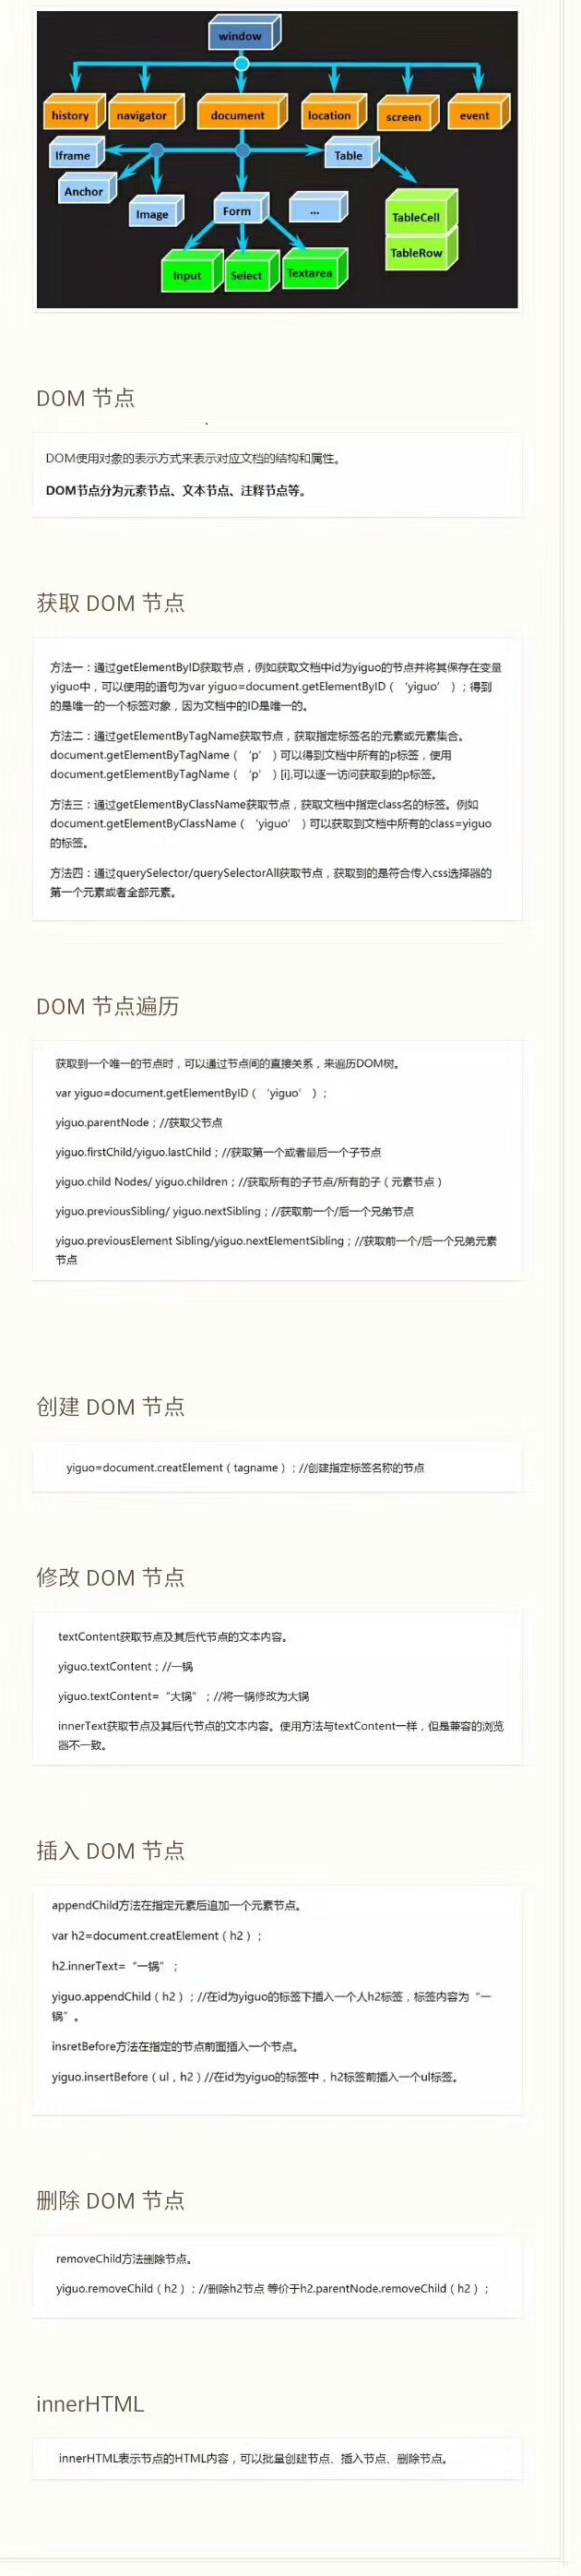 window
history
navigator
document
location
screen
event
Iframe
Table
Anchor
Image
Form
...
TableCell
TableRow
Input
Select
Textarea
DOM 节点
DOM使用对象的表示方式来表示对应文档的结构和属性。
DOM节点分为元素节点、文本节点、注释节点等。
获取 DOM 节点
方法一：通过getElementByID获取节点，例如获取文档中id为yiguo的节点并将其保存在变量
yiguo中，可以使用的语句为var yiguo=document.getElementByID（ ‘yiguo’ ）；得到
的是唯一的一个标签对象，因为文档中的ID是唯一的。
方法二：通过getElementByTagName获取节点，获取指定标签名的元素或元素集合。
document.getElementByTagName（ ‘p’ ）可以得到文档中所有的p标签，使用
document.getElementByTagName（ ‘p’ ）[i],可以逐一访问获取到的p标签。
方法三：通过getElementByClassName获取节点，获取文档中指定class名的标签。例如
document.getElementByClassName（ ‘yiguo’ ）可以获取到文档中所有的class=yiguo
的标签。
方法四：通过querySelector/querySelectorAll获取节点，获取到的是符合传入css选择器的
第一个元素或者全部元素。
DOM 节点遍历
获取到一个唯一的节点时，可以通过节点间的直接关系，来遍历DOM树。
var yiguo=document.getElementByID（ ‘yiguo’ ）；
yiguo.parentNode；//获取父节点
yiguo.firstChild/yiguo.lastChild；//获取第一个或者最后一个子节点
yiguo.child Nodes/ yiguo.children；//获取所有的子节点/所有的子（元素节点）
yiguo.previousSibling/ yiguo.nextSibling；//获取前一个/后一个兄弟节点
yiguo.previousElement Sibling/yiguo.nextElementSibling；//获取前一个/后一个兄弟元素
节点
创建 DOM 节点
yiguo=document.creatElement（tagname）；//创建指定标签名称的节点
修改 DOM 节点
textContent获取节点及其后代节点的文本内容。
yiguo.textContent；//一锅
yiguo.textContent=“大锅”；//将一锅修改为大锅
innerText获取节点及其后代节点的文本内容。使用方法与textContent一样，但是兼容的浏览
器不一致。
插入 DOM 节点
appendChild方法在指定元素后追加一个元素节点。
var h2=document.creatElement（h2）；
h2.innerText=“一锅”；
yiguo.appendChild（h2）；//在id为yiguo的标签下插入一个人h2标签，标签内容为“一
锅”。
insretBefore方法在指定的节点前面插入一个节点。
yiguo.insertBefore（ul，h2）//在id为yiguo的标签中，h2标签前插入一个ul标签。
删除 DOM 节点
removeChild方法删除节点。
yiguo.removeChild（h2）；//删除h2节点 等价于h2.parentNode.removeChild（h2）；
innerHTML
innerHTML表示节点的HTML内容，可以批量创建节点、插入节点、删除节点。